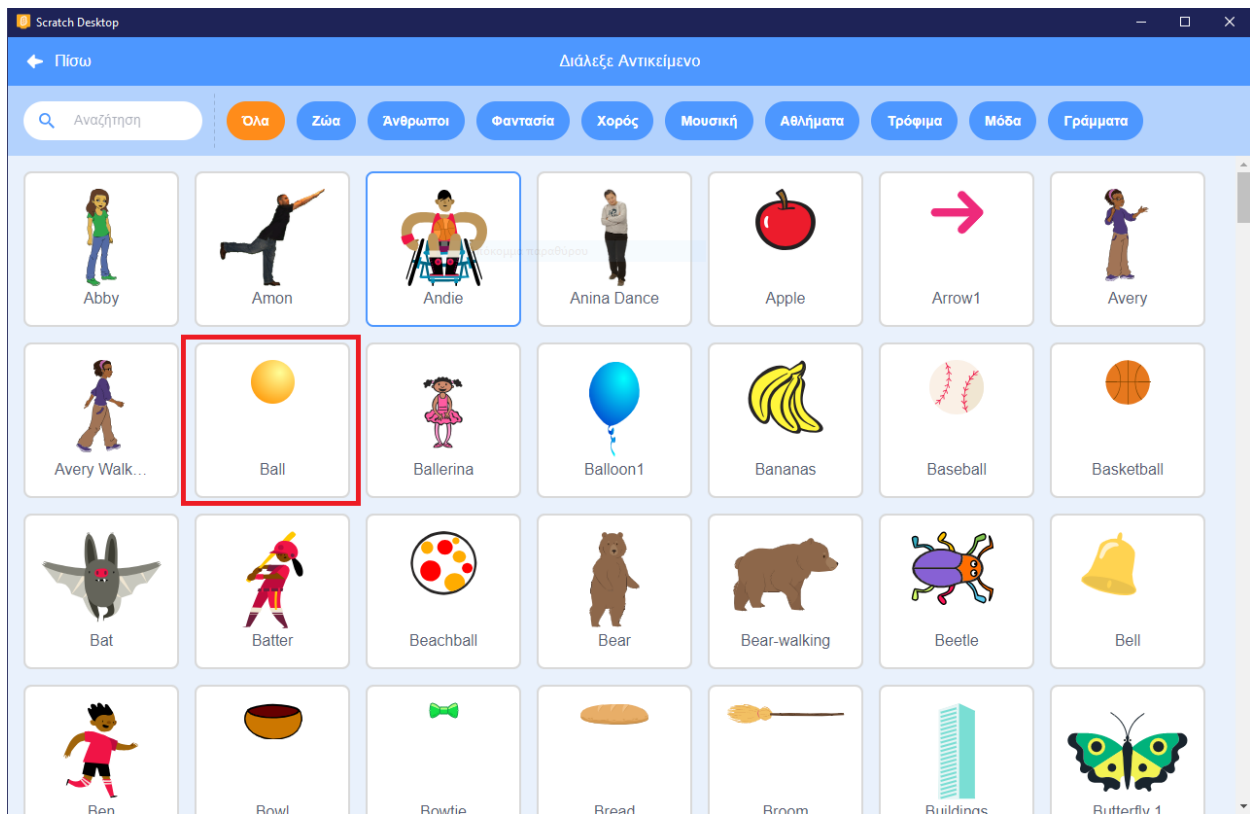 Scratch Desktop
Πίσω
Διάλεξε Αντικείμενο
Αναζήτηση
Όλα Ζώα Άνθρωποι Φαντασία Χορός Μουσική Αθλήματα Τρόφιμα Μόδα Γράμματα
Abby Amon Andie Anina Dance Apple Arrow1 Avery
παραθύρου
Avery Walk... Ball Ballerina Balloon1 Bananas Baseball Basketball
Bat Batter Beachball Bear Bear-walking Beetle Bell
Ben Bowl Bowtie Bread Broom Buildings Butterfly 1